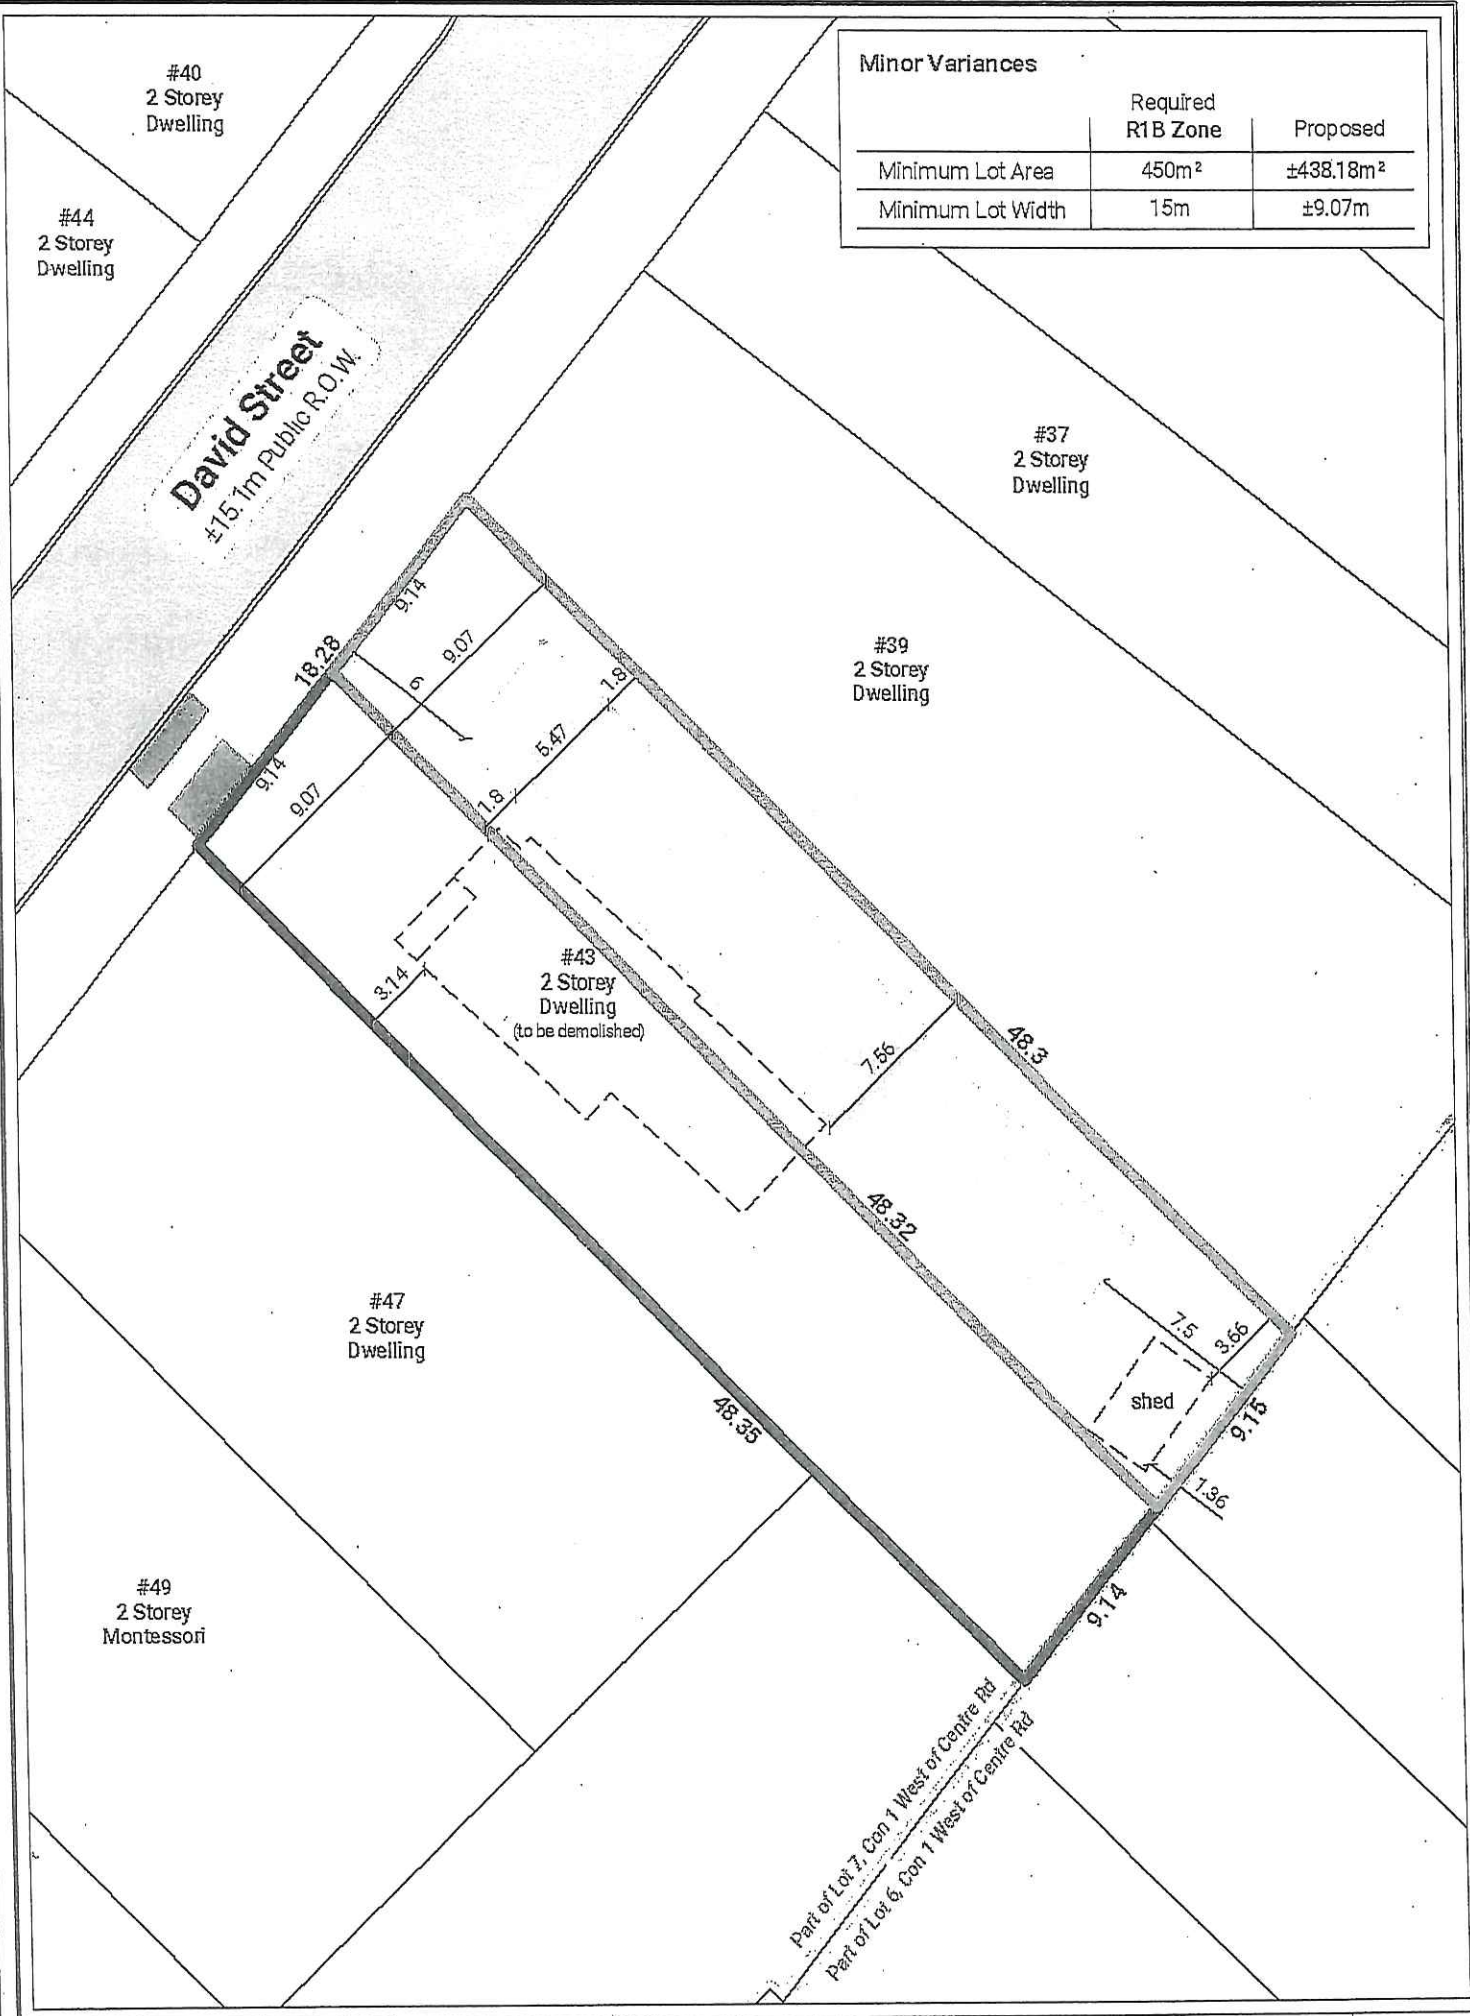 Minor Variances
Required
R1B Zone Proposed
Minimum Lot Area 450m² ±438.18m²
Minimum Lot Width 15m ±9.07m
#40
2 Storey
Dwelling
#44
2 Storey
Dwelling
David Street
±15.1m Public R.O.W.
#37
2 Storey
Dwelling
#39
2 Storey
Dwelling
9.14
18.28
9.07
6
1.8
5.47
1.8
9.14
9.07
3.14
#43
2 Storey
Dwelling
(to be demolished)
7.56
48.3
48.32
#47
2 Storey
Dwelling
48.35
7.5
3.66
shed
9.15
1.36
9.14
#49
2 Storey
Montessori
Part of Lot 7, Con 1 West of Centre Rd
Part of Lot 6, Con 1 West of Centre Rd